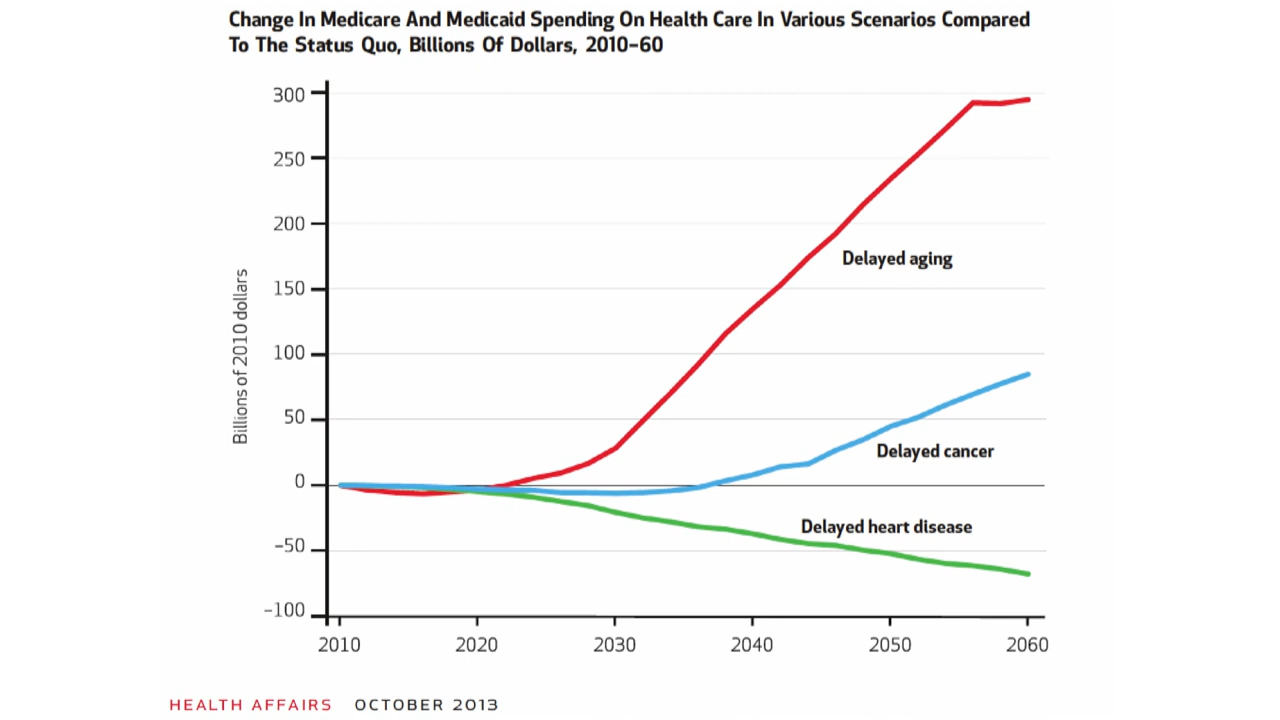 Change In Medicare And Medicaid Spending On Health Care In Various Scenarios Compared
To The Status Quo, Billions Of Dollars, 2010–60
Billions of 2010 dollars
300
250
200
150
100
50
0
–50
–100
Delayed aging
Delayed cancer
Delayed heart disease
2010 2020 2030 2040 2050 2060
HEALTH AFFAIRS OCTOBER 2013